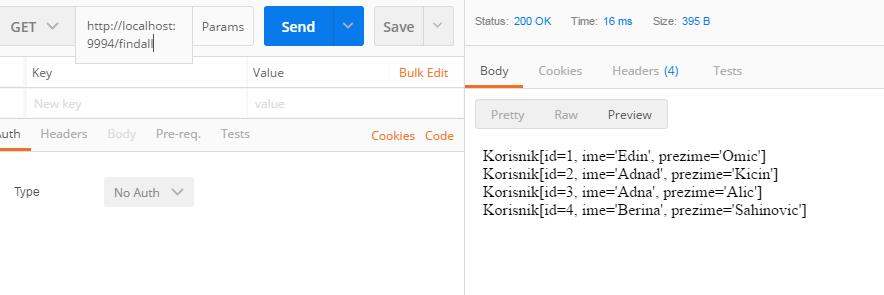 GET
http://localhost:
9994/findall
Params
Send
Save
Key
Value
Bulk Edit
New key
value
Headers
Body
Pre-req.
Tests
Cookies
Code
Type
No Auth
Status: 200 OK
Time: 16 ms
Size: 395 B
Body
Cookies
Headers (4)
Tests
Pretty
Raw
Preview
Korisnik[id=1, ime='Edin', prezime='Omic']
Korisnik[id=2, ime='Adnad', prezime='Kicin']
Korisnik[id=3, ime='Adna', prezime='Alic']
Korisnik[id=4, ime='Berina', prezime='Sahinovic']